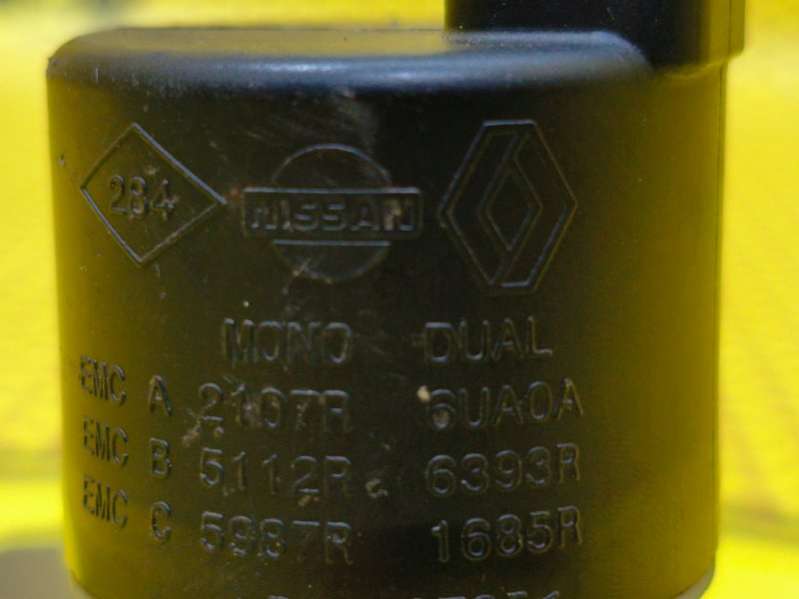 284
NISSAN
MONO DUAL
EMC A 2107R 6UA0A
EMC B 5112R 6393R
EMC C 5987R 1685R